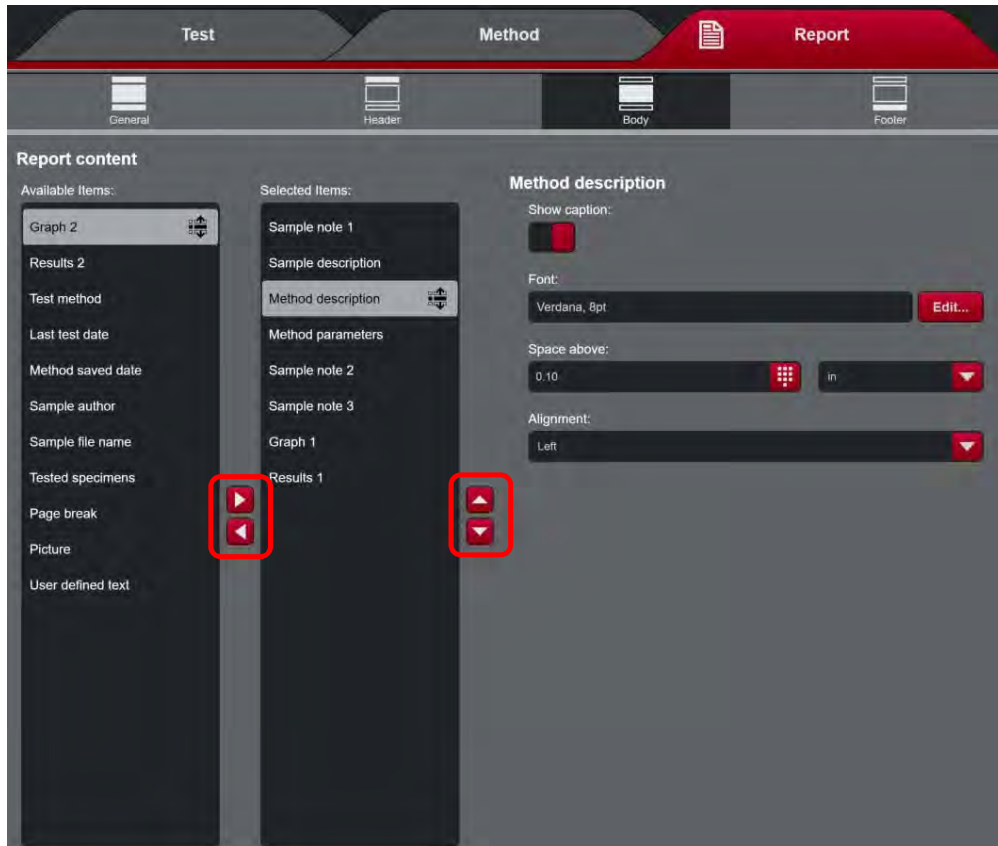 Test
Method
Report
General
Header
Body
Footer
Report content
Available Items:
Graph 2
Results 2
Test method
Last test date
Method saved date
Sample author
Sample file name
Tested specimens
Page break
Picture
User defined text
Selected Items:
Sample note 1
Sample description
Method description
Method parameters
Sample note 2
Sample note 3
Graph 1
Results 1
Method description
Show caption:
Font:
Verdana, 8pt
Edit...
Space above:
0.10
in
Alignment:
Left